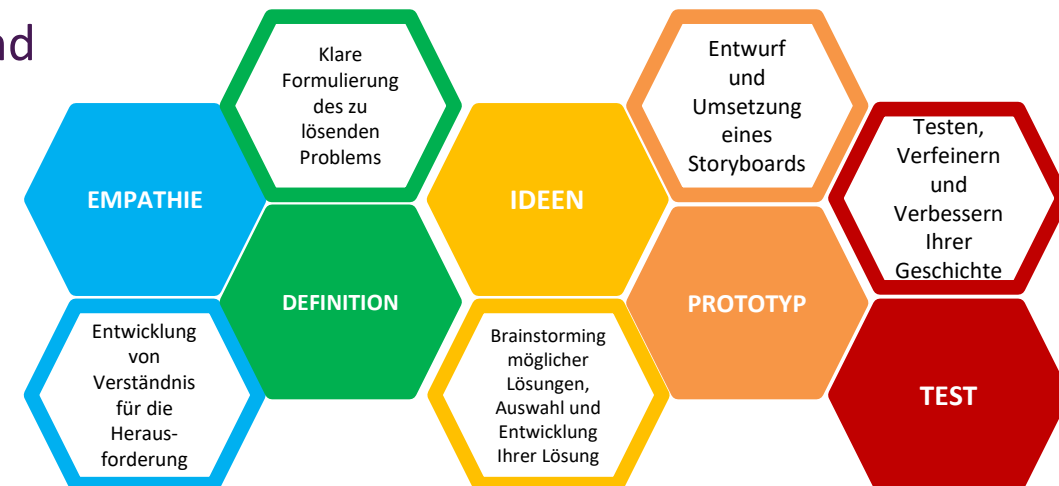 nd
EMPATHIE
Entwicklung
von
Verständnis
für die
Heraus-
forderung
Klare
Formulierung
des zu
lösenden
Problems
DEFINITION
IDEEN
Brainstorming
möglicher
Lösungen,
Auswahl und
Entwicklung
Ihrer Lösung
Entwurf
und
Umsetzung
eines
Storyboards
PROTOTYP
Testen,
Verfeinern
und
Verbessern
Ihrer
Geschichte
TEST